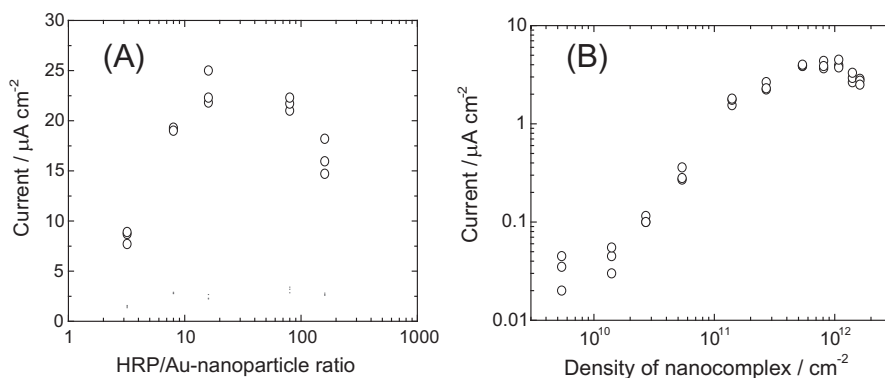 (A)
Current / μA cm-2
30
25
20
15
10
5
0
1 10 100 1000
HRP/Au-nanoparticle ratio
(B)
Current / μA cm-2
10
1
0.1
0.01
10^10 10^11 10^12
Density of nanocomplex / cm-2